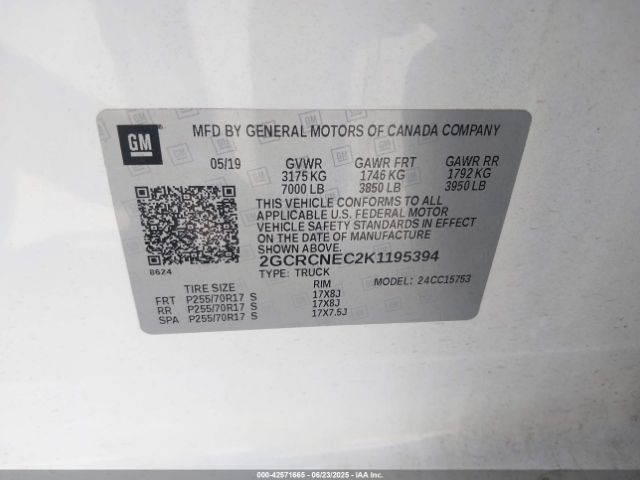 GM
MFD BY GENERAL MOTORS OF CANADA COMPANY
05/19 GVWR GAWR FRT GAWR RR
3175 KG 1746 KG 1792 KG
7000 LB 3850 LB 3950 LB
THIS VEHICLE CONFORMS TO ALL
APPLICABLE U.S. FEDERAL MOTOR
VEHICLE SAFETY STANDARDS IN EFFECT
ON THE DATE OF MANUFACTURE SHOWN ABOVE.
2GCRCNEC2K1195394
8624
TYPE: TRUCK
MODEL: 24CC15753
TIRE SIZE RIM
FRT P255/70R17 S 17X8J
RR P255/70R17 S 17X8J
SPA P255/70R17 S 17X7.5J
000-42571665 - 06/23/2025 - IAAI.COM